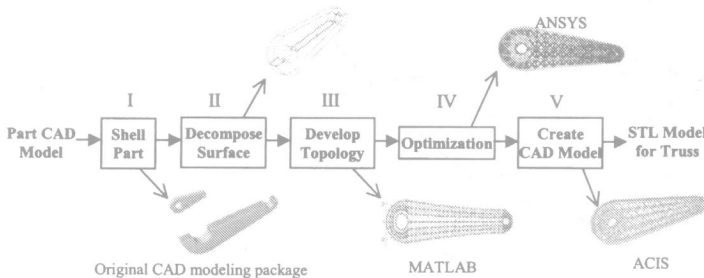 ANSYS
I
II
III
IV
V
Part CAD
Model
Shell
Part
Decompose
Surface
Develop
Topology
Optimization
Create
CAD Model
STL Model
for Truss
Original CAD modeling package
MATLAB
ACIS